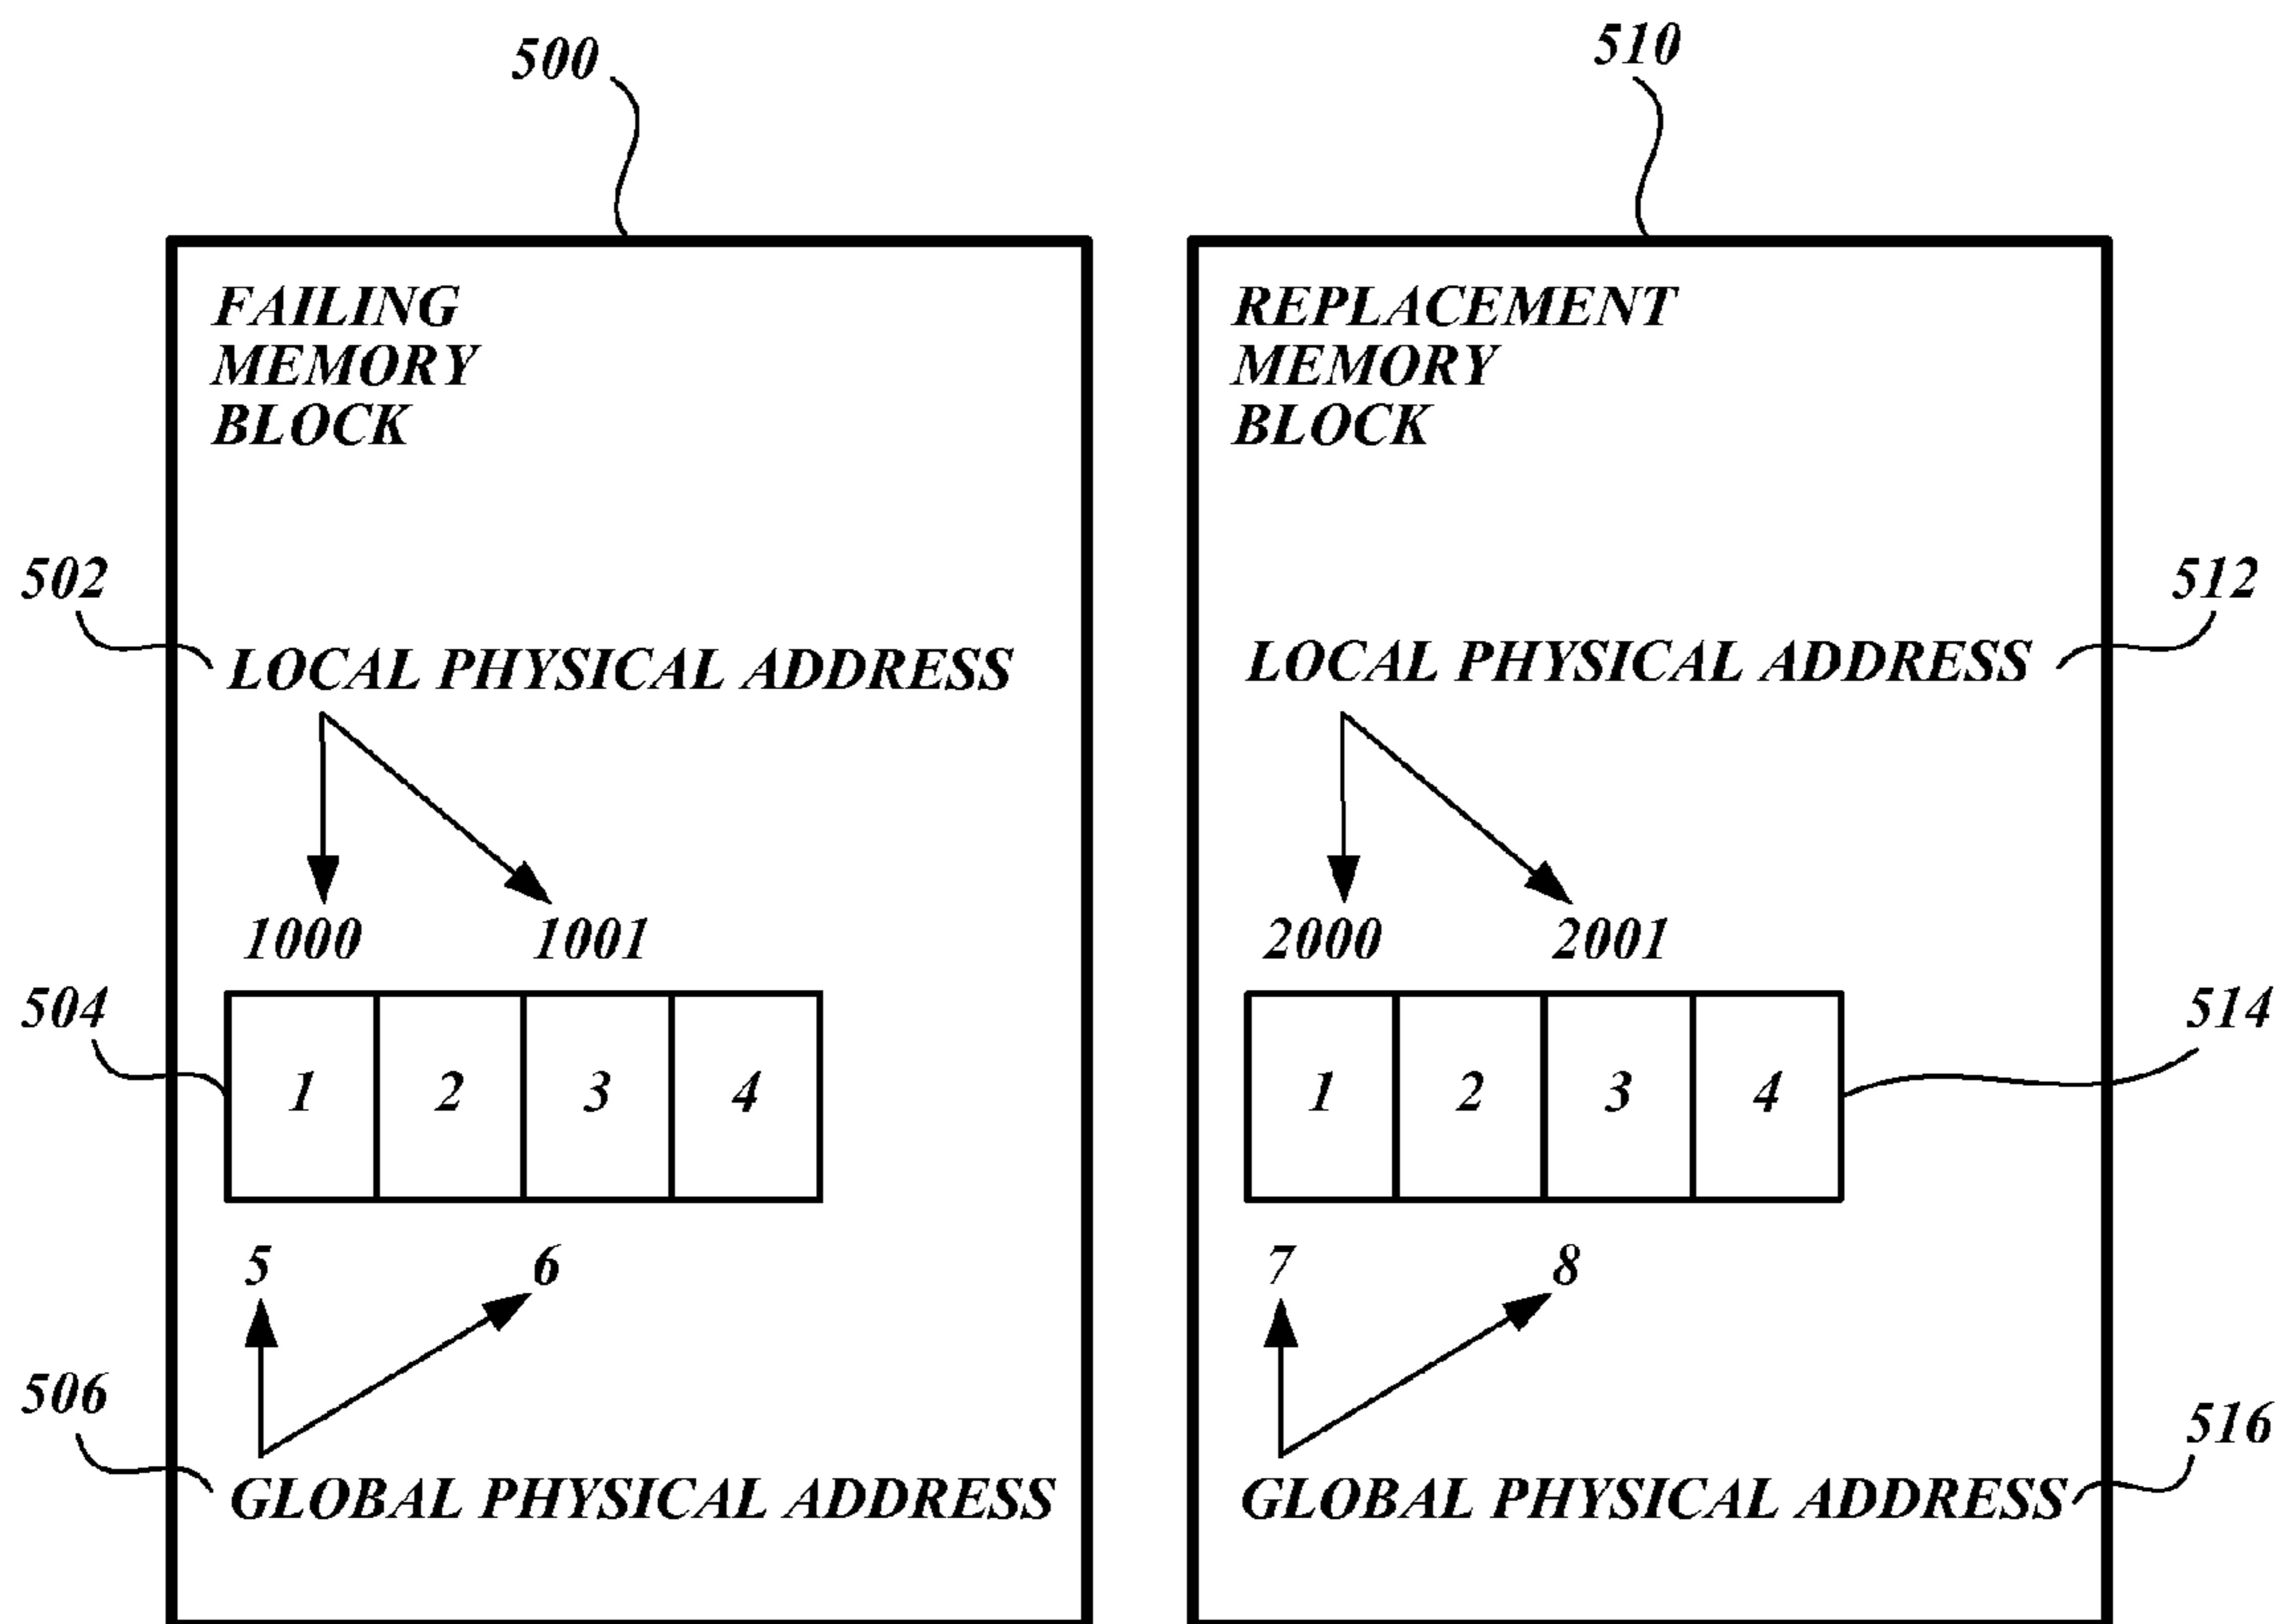 500
510
FAILING
MEMORY
BLOCK
REPLACEMENT
MEMORY
BLOCK
502
512
LOCAL PHYSICAL ADDRESS
LOCAL PHYSICAL ADDRESS
1000 1001
2000 2001
504
514
1 2 3 4
1 2 3 4
5 6
7 8
506
516
GLOBAL PHYSICAL ADDRESS
GLOBAL PHYSICAL ADDRESS